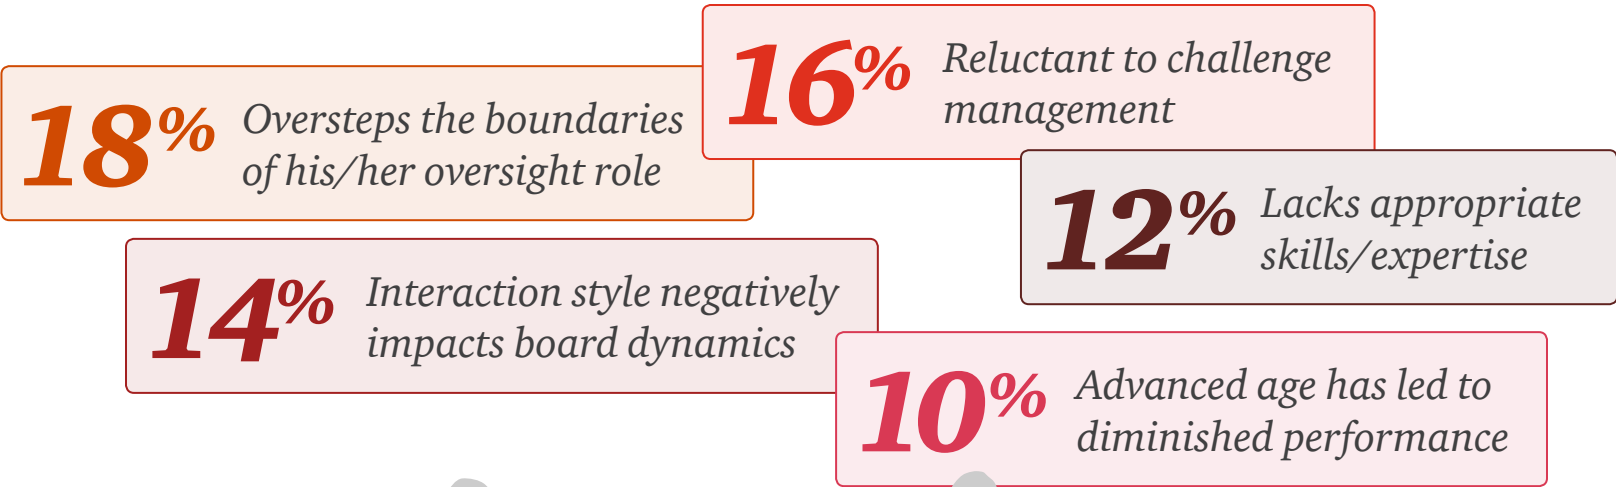 18% Oversteps the boundaries
of his/her oversight role
16% Reluctant to challenge
management
14% Interaction style negatively
impacts board dynamics
12% Lacks appropriate
skills/expertise
10% Advanced age has led to
diminished performance